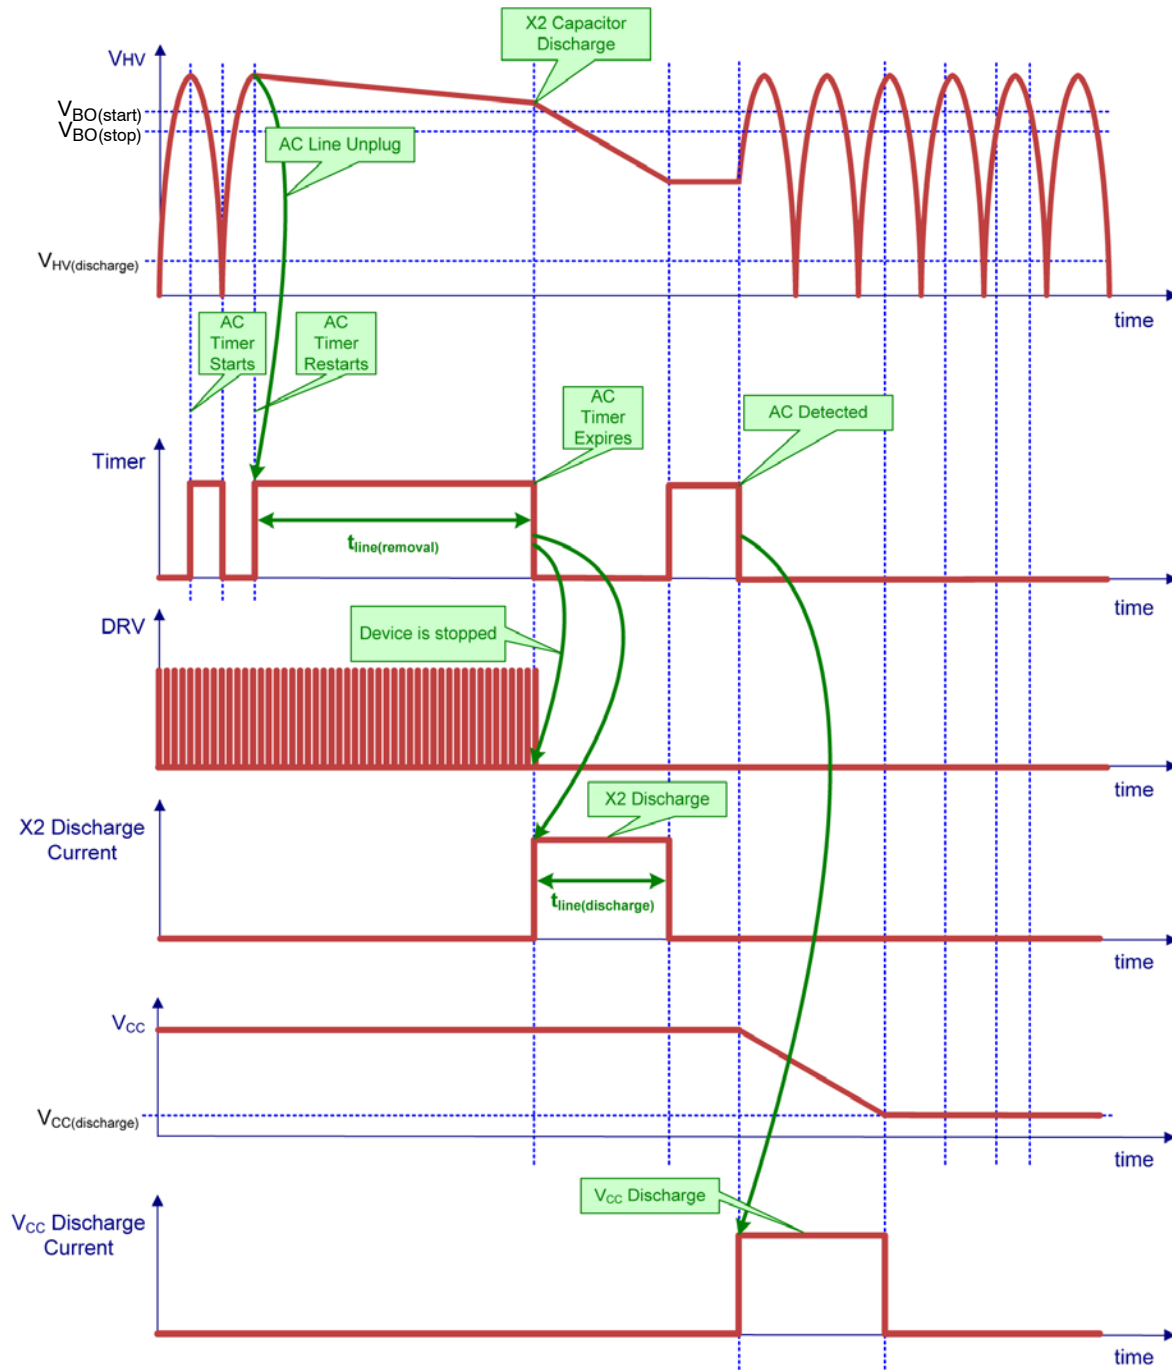 X2 Capacitor
Discharge
VHV
VBO(start)
VBO(stop)
AC Line Unplug
VHV(discharge)
time
AC
Timer
Starts
AC
Timer
Restarts
AC
Timer
Expires
AC Detected
Timer
tline(removal)
time
DRV
Device is stopped
time
X2 Discharge
X2 Discharge
Current
tline(discharge)
time
VCC
VCC(discharge)
time
VCC Discharge
VCC Discharge
Current
time